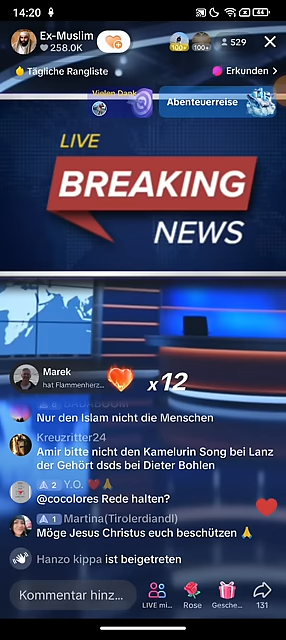 14:20
44
Ex-Muslim
258.0K
100+
100+
529
Tägliche Rangliste
Erkunden >
Vielen Dank
Abenteuerreise
LIVE
BREAKING
NEWS
Marek
hat Flammenherz...
x12
Nur den Islam nicht die Menschen
Kreuzritter24
Amir bitte nicht den Kamelurin Song bei Lanz
der Gehört dsds bei Dieter Bohlen
2 Y.O. ❤️🙏
@cocolores Rede halten?
1 Martina(Tirolerdiandl)
Möge Jesus Christus euch beschützen 🙏
Hanzo kippa ist beigetreten
Kommentar hinz...
LIVE mi...
Rose
Gesche...
131